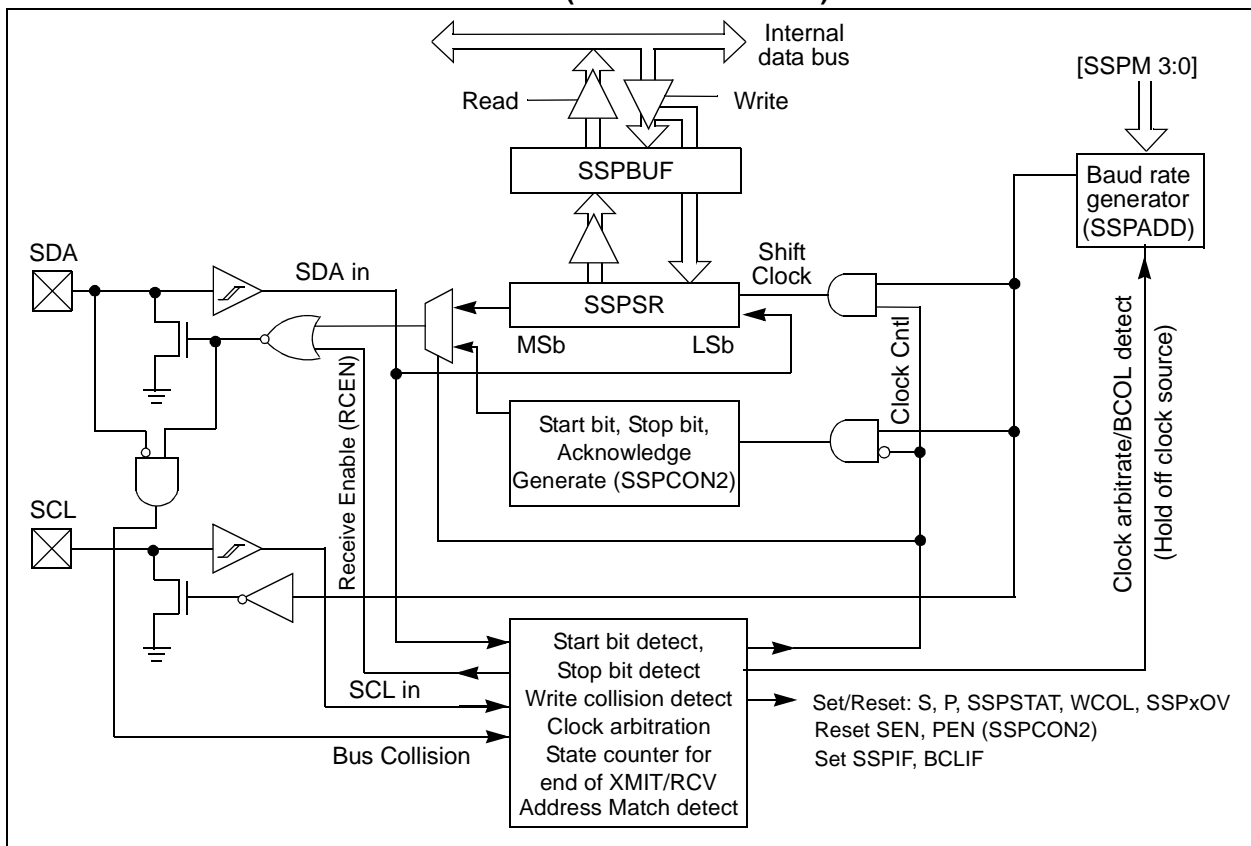 Internal
data bus
[SSPM 3:0]
Read
Write
SSPBUF
Baud rate
generator
(SSPADD)
SDA
SDA in
Shift
Clock
SSPSR
MSb
LSb
Clock Cntl
Clock arbitrate/BCOL detect
(Hold off clock source)
Receive Enable (RCEN)
Start bit, Stop bit,
Acknowledge
Generate (SSPCON2)
SCL
SCL in
Bus Collision
Start bit detect,
Stop bit detect
Write collision detect
Clock arbitration
State counter for
end of XMIT/RCV
Address Match detect
Set/Reset: S, P, SSPSTAT, WCOL, SSPxOV
Reset SEN, PEN (SSPCON2)
Set SSPIF, BCLIF